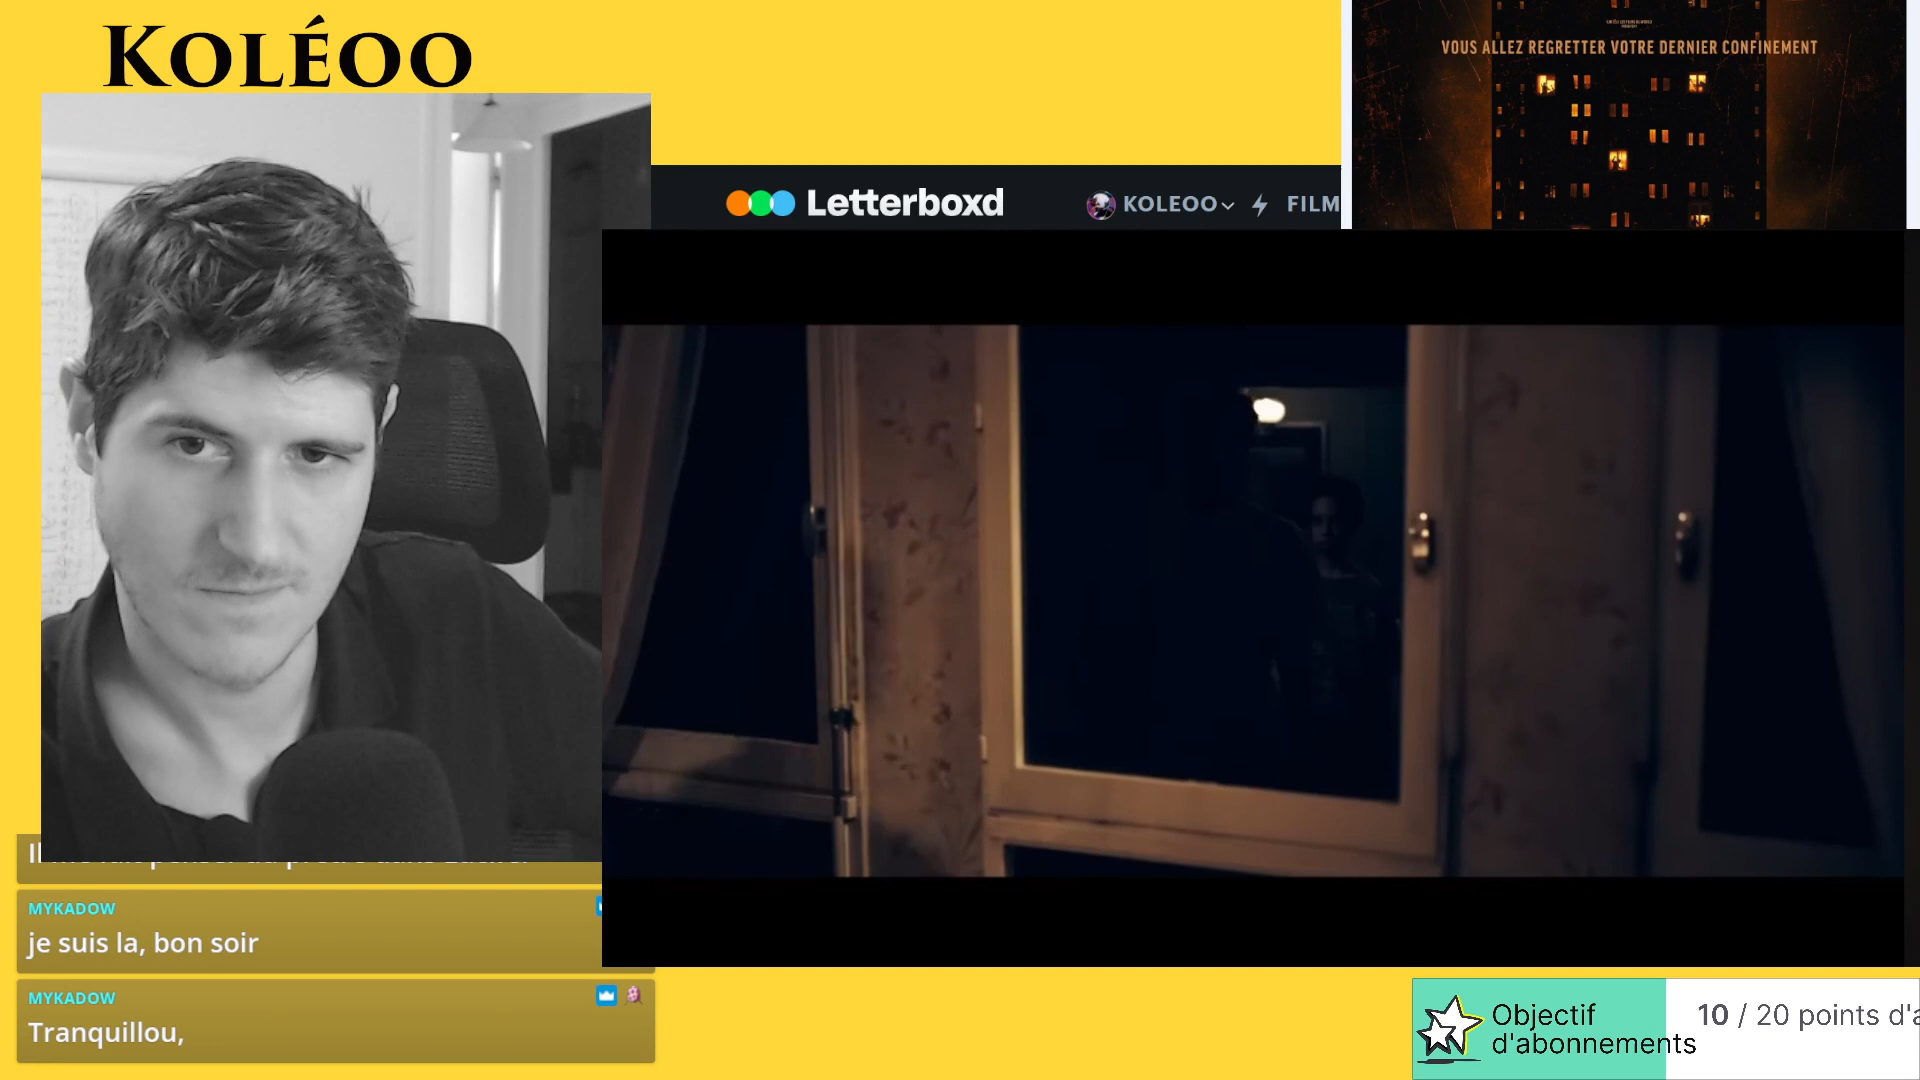 KOLÉOO
VOUS ALLEZ REGRETTER VOTRE DERNIER CONFINEMENT
Letterboxd
KOLEOO
FILM
MYKADOW
je suis la, bon soir
MYKADOW
Tranquillou,
Objectif
d'abonnements
10 / 20 points d'a